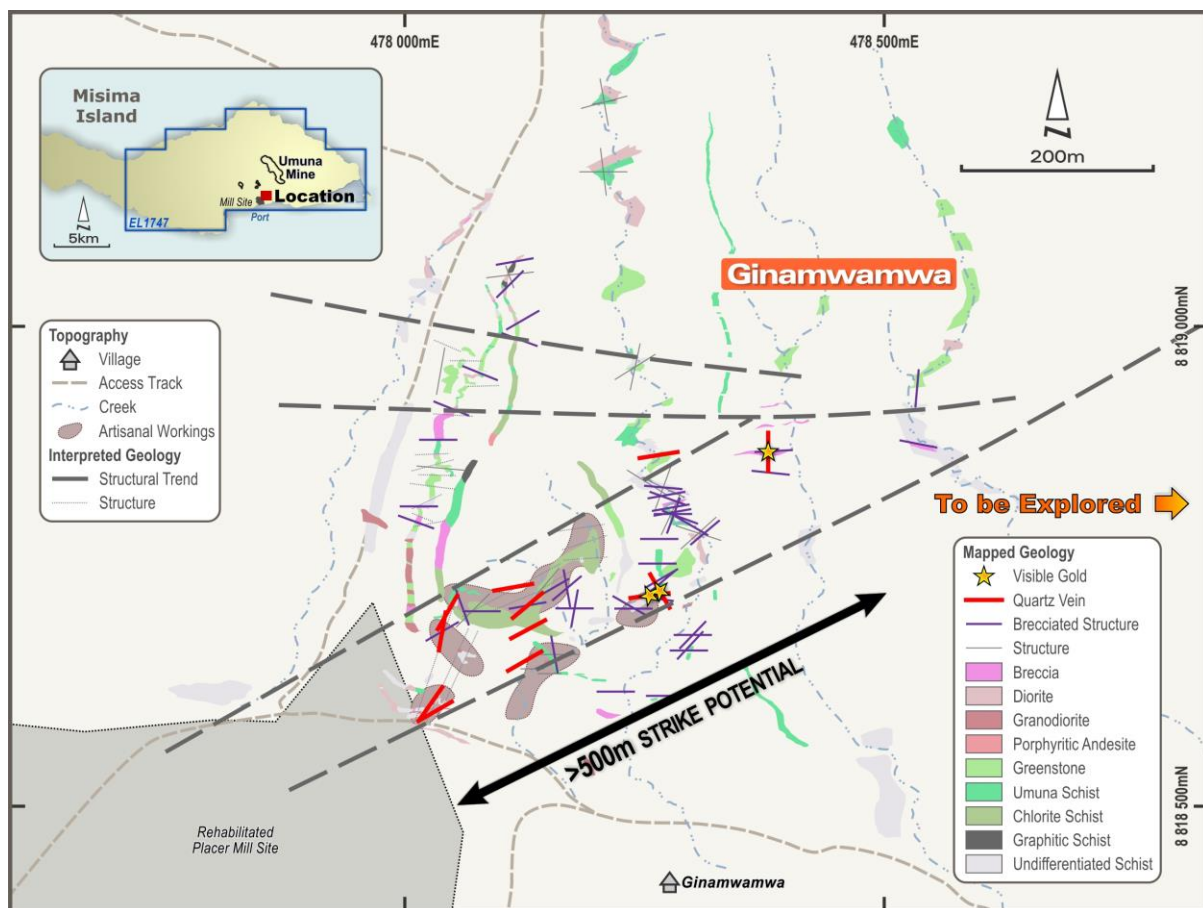 478 000mE
478 500mE
Misima
Island
Umuna
Mine
Location
Mill Site
Port
EL1747
5km
N
N
200m
Ginamwamwa
8 819 000mN
Topography
Village
Access Track
Creek
Artisanal Workings
Interpreted Geology
Structural Trend
Structure
To be Explored
Mapped Geology
Visible Gold
Quartz Vein
Brecciated Structure
Structure
Breccia
Diorite
Granodiorite
Porphyritic Andesite
Greenstone
Umuna Schist
Chlorite Schist
Graphitic Schist
Undifferentiated Schist
>500m STRIKE POTENTIAL
8 818 500mN
Rehabilitated
Placer Mill Site
Ginamwamwa